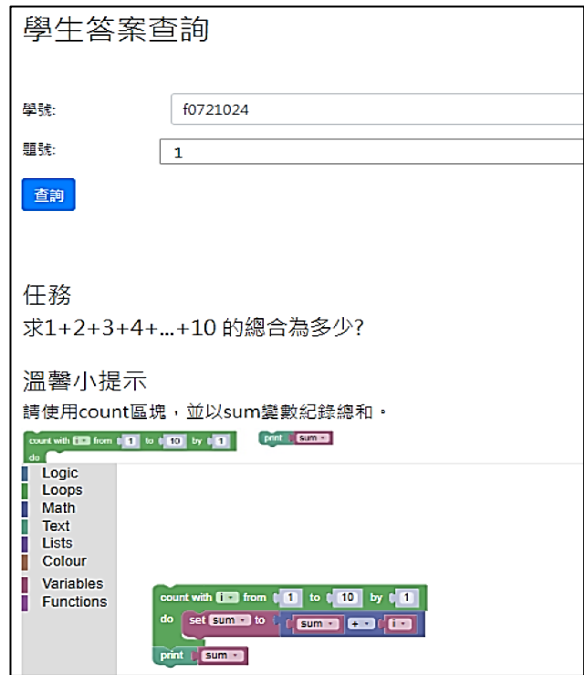 學生答案查詢
學號: f0721024
題號: 1
查詢
任務
求1+2+3+4+...+10 的總合為多少?
溫馨小提示
請使用count區塊，並以sum變數紀錄總和。
count with i from 1 to 10 by 1 print sum
do
Logic
Loops
Math
Text
Lists
Colour
Variables
Functions
count with i from 1 to 10 by 1
do set sum to sum + i
print sum